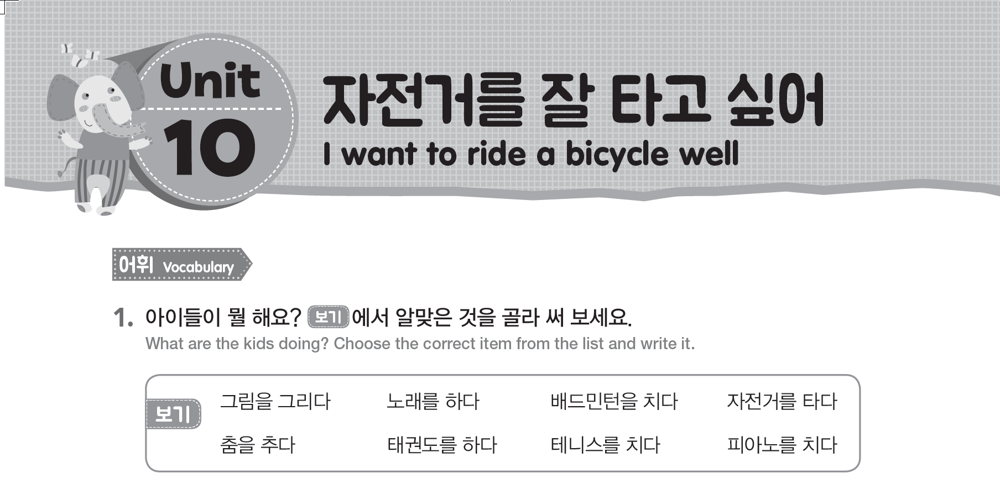 Unit
10
자전거를 잘 타고 싶어
I want to ride a bicycle well
어휘 Vocabulary
1. 아이들이 뭘 해요? 보기 에서 알맞은 것을 골라 써 보세요.
What are the kids doing? Choose the correct item from the list and write it.
보기
그림을 그리다 노래를 하다 배드민턴을 치다 자전거를 타다
춤을 추다 태권도를 하다 테니스를 치다 피아노를 치다